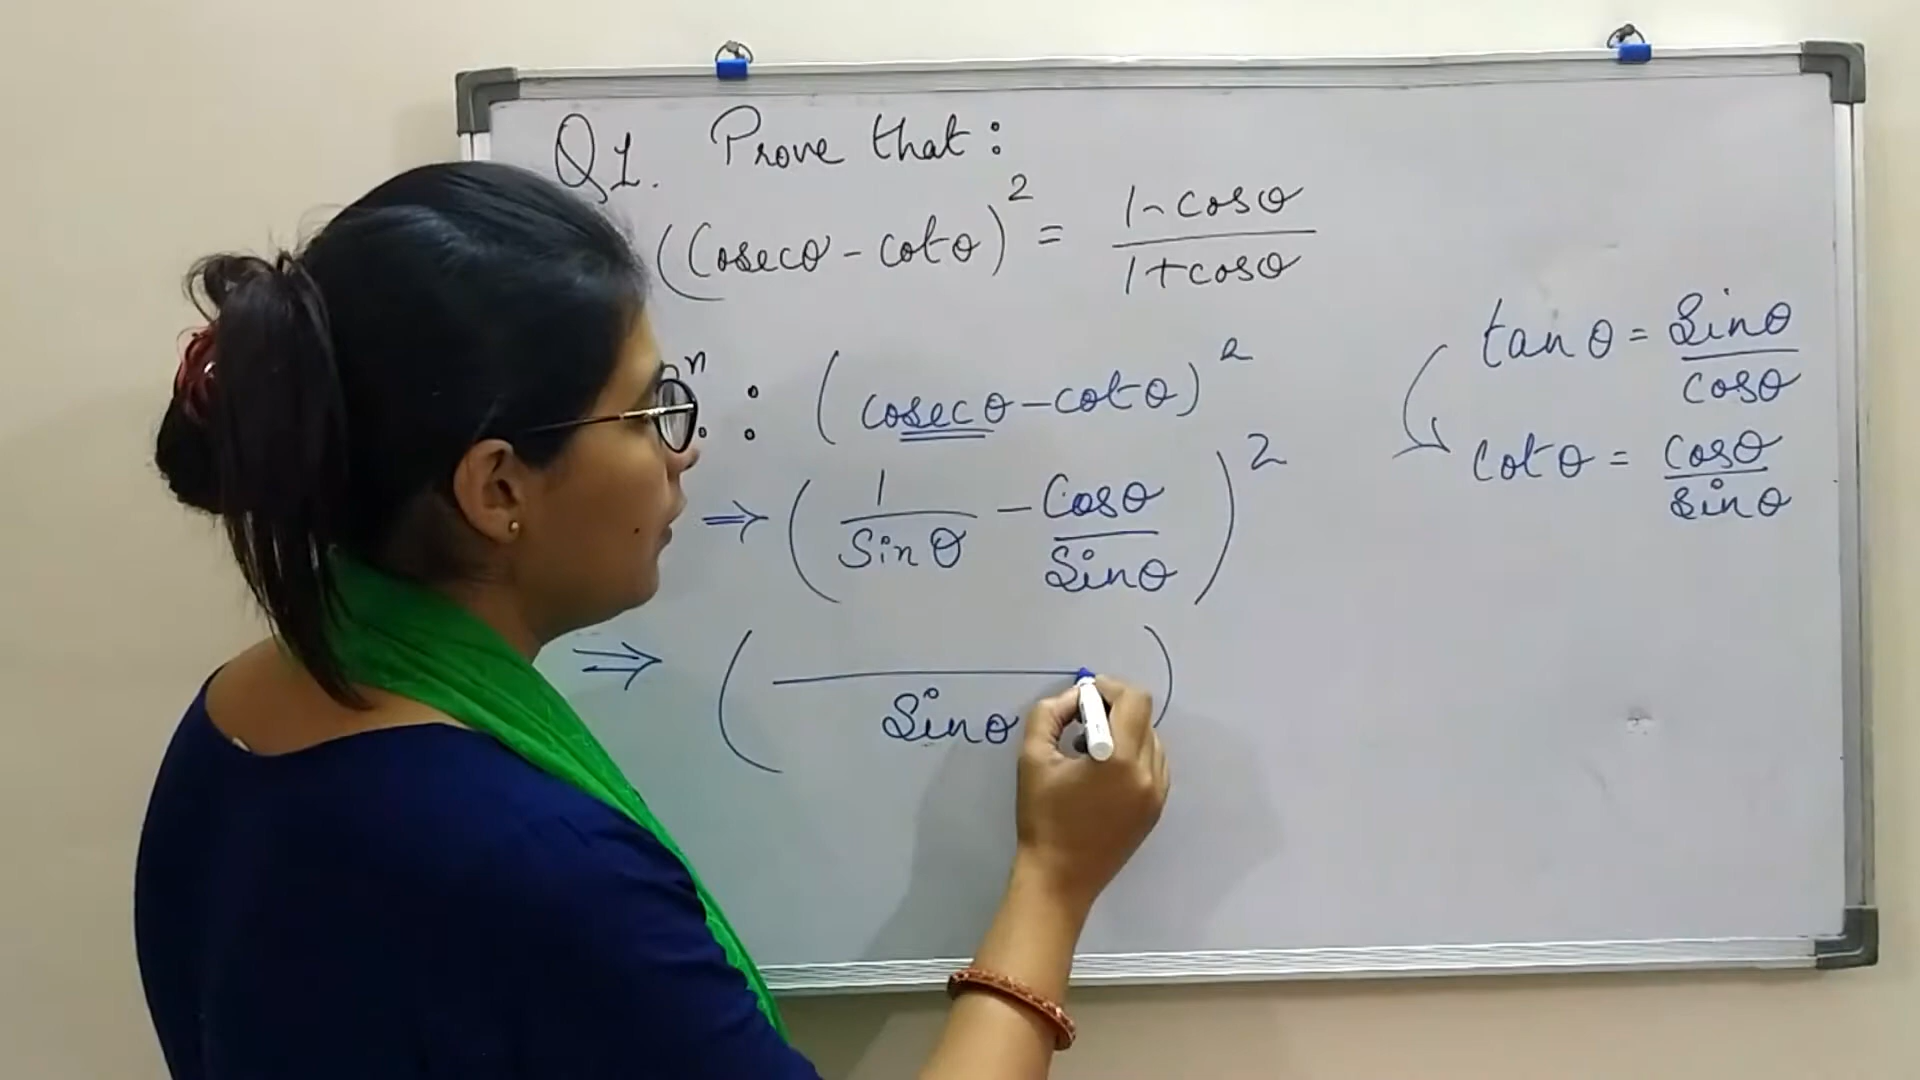 Q1. Prove that :
(Cosecθ - cotθ)² = 1-cosθ / 1+cosθ
n : (cosecθ - cotθ)²
⇒ (1 / Sinθ - Cosθ / Sinθ)²
⇒ ( / Sinθ )
tanθ = Sinθ / cosθ
cotθ = cosθ / sinθ